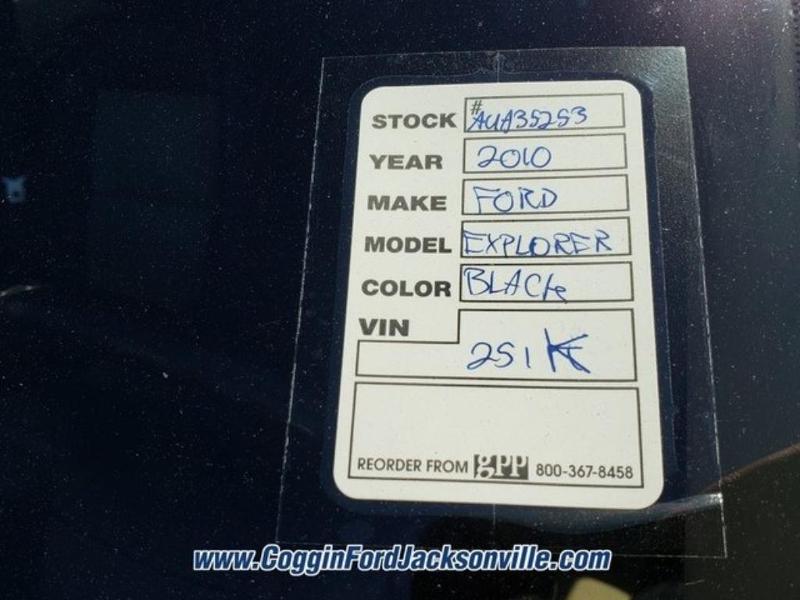 STOCK # AUA35253
YEAR 2010
MAKE FORD
MODEL EXPLORER
COLOR BLACK
VIN
251K
REORDER FROM gpp 800-367-8458
www.CogginFordJacksonville.com